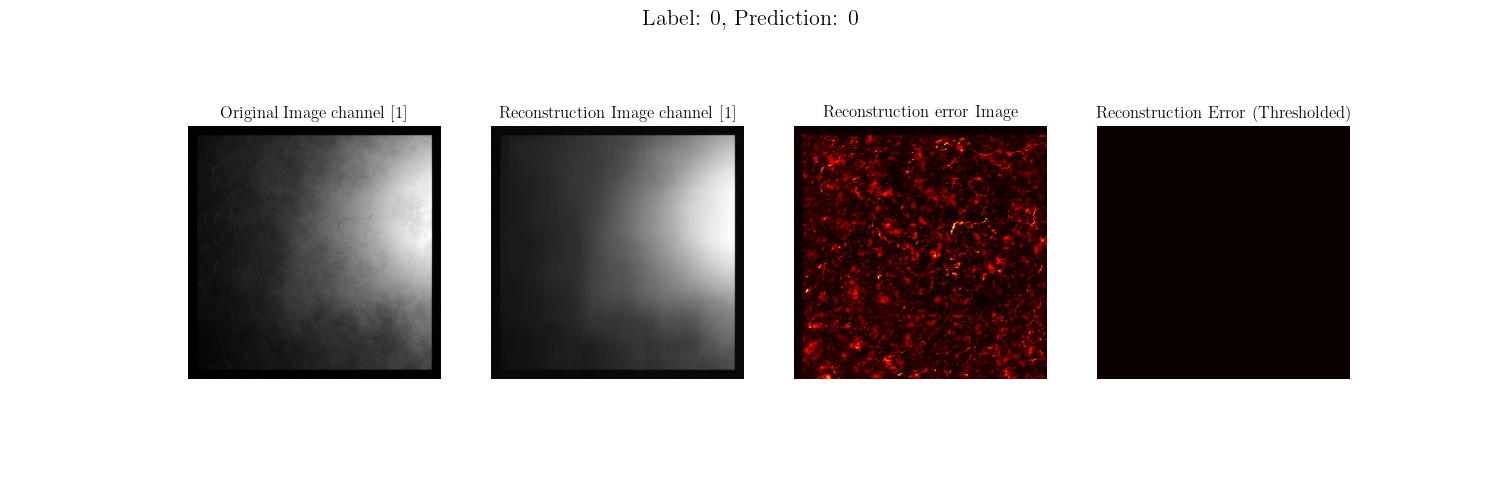 Label: 0, Prediction: 0
Original Image channel [1]
Reconstruction Image channel [1]
Reconstruction error Image
Reconstruction Error (Thresholded)